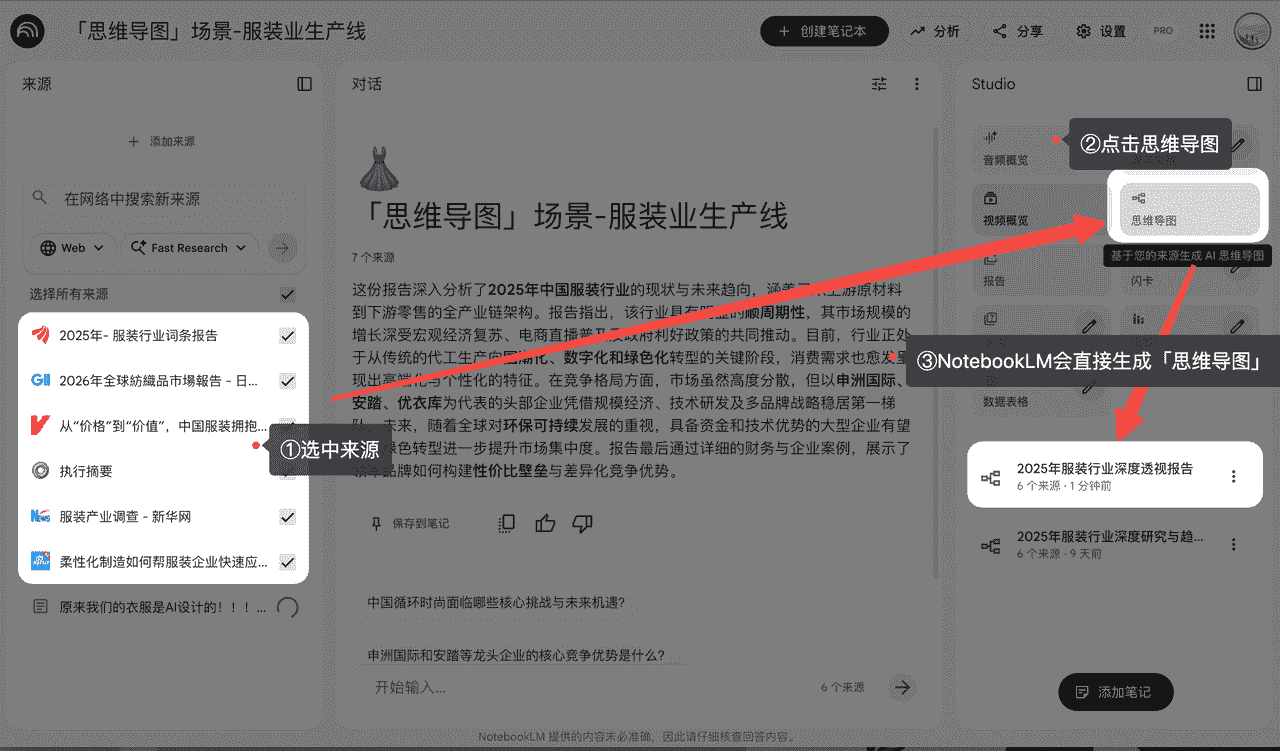 「思维导图」场景-服装业生产线
创建笔记本
分析
分享
设置
PRO
来源
添加来源
在网络中搜索新来源
Web
Fast Research
选择所有来源
2025年- 服装行业词条报告
2026年全球紡織品市場報告 - 日...
从“价格”到“价值”，中国服装拥抱...
执行摘要
服装产业调查 - 新华网
柔性化制造如何帮服装企业快速应...
原来我们的衣服是AI设计的！！！...
①选中来源
对话
「思维导图」场景-服装业生产线
7 个来源
这份报告深入分析了2025年中国服装行业的现状与未来趋向，涵盖了从上游原材料
到下游零售的全产业链架构。报告指出，该行业具有明显的顺周期性，其市场规模的
增长深受宏观经济复苏、电商直播普及及政府利好政策的共同推动。目前，行业正处
于从传统的代工生产向国潮化、数字化和绿色化转型的关键阶段，消费需求也愈发
现出高端化与个性化的特征。在竞争格局方面，市场虽然高度分散，但以申洲国际、
安踏、优衣库为代表的头部企业凭借规模经济、技术研发及多品牌战略稳居第一梯
队。未来，随着全球对环保可持续发展的重视，具备资金和技术优势的大型企业有望
绿色转型进一步提升市场集中度。报告最后通过详细的财务与企业案例，展示了
品牌如何构建性价比壁垒与差异化竞争优势。
保存到笔记
中国循环时尚面临哪些核心挑战与未来机遇?
申洲国际和安踏等龙头企业的核心竞争优势是什么?
开始输入...
6 个来源
NotebookLM 提供的内容未必准确，因此请仔细核查回答内容。
Studio
音频概览
②点击思维导图
视频概览
思维导图
基于您的来源生成 AI 思维导图
报告
闪卡
③NotebookLM会直接生成「思维导图」
数据表格
2025年服装行业深度透视报告
6 个来源 · 1 分钟前
2025年服装行业深度研究与趋...
6 个来源 · 9 天前
添加笔记